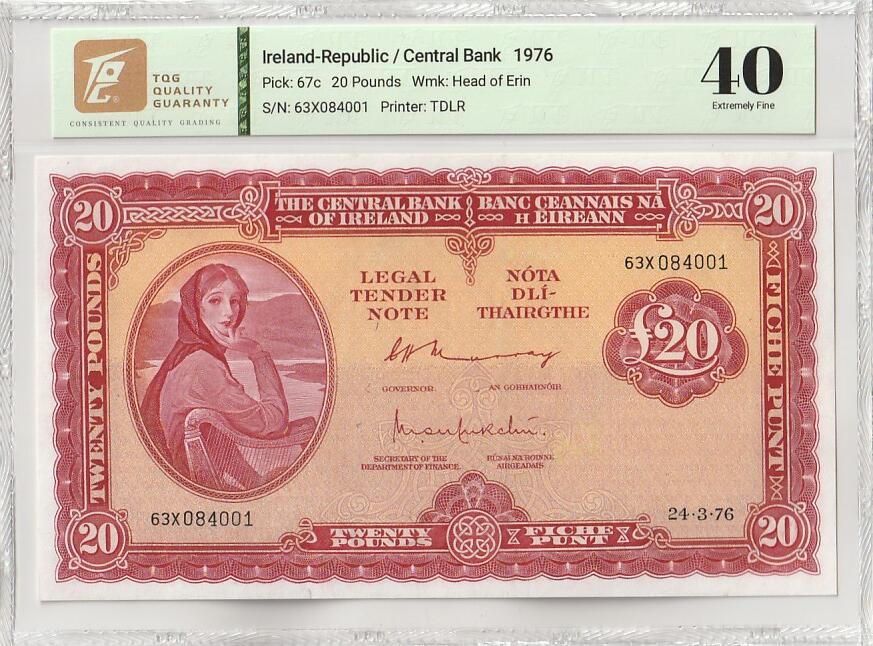 TQG
QUALITY
GUARANTY
CONSISTENT QUALITY GRADING
Ireland-Republic / Central Bank 1976
Pick: 67c 20 Pounds Wmk: Head of Erin
S/N: 63X084001 Printer: TDLR
40
Extremely Fine
20
THE CENTRAL BANK
OF IRELAND
BANC CEANNAIS NA
H ÉIREANN
20
TWENTY POUNDS
LEGAL
TENDER
NOTE
NÓTA
DLÍ-
THAIRGTHE
63X084001
£20
FICHE PUNT
C H Murray
GOVERNOR
AN GOBHARNÓIR
SECRETARY OF THE
DEPARTMENT OF FINANCE.
RÚNAÍ NA ROINNE
AIRGEADAIS
63X084001
24·3·76
20
TWENTY
POUNDS
FICHE
PUNT
20